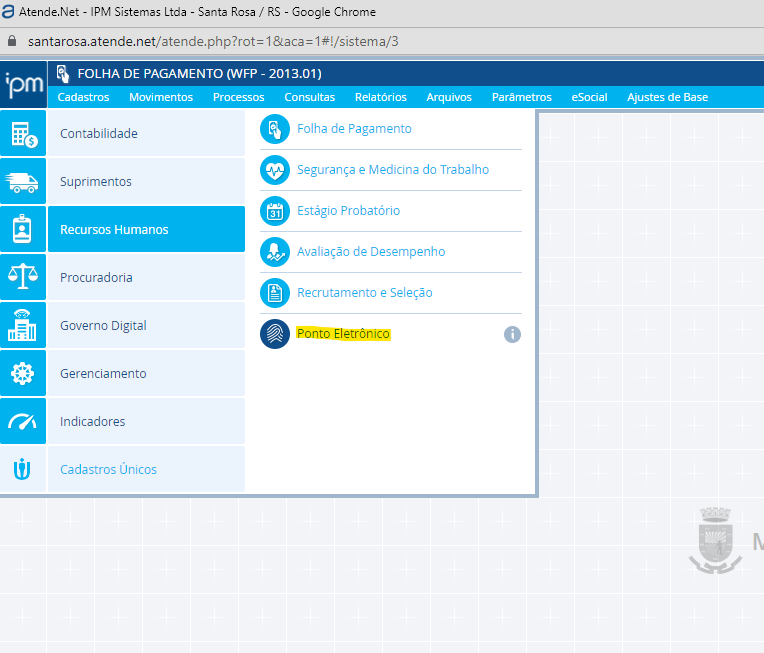 Atende.Net - IPM Sistemas Ltda - Santa Rosa / RS - Google Chrome
santarosa.atende.net/atende.php?rot=1&aca=1#!/sistema/3
ipm
FOLHA DE PAGAMENTO (WFP - 2013.01)
Cadastros Movimentos Processos Consultas Relatórios Arquivos Parâmetros eSocial Ajustes de Base
Contabilidade
Suprimentos
Recursos Humanos
Procuradoria
Governo Digital
Gerenciamento
Indicadores
Cadastros Únicos
Folha de Pagamento
Segurança e Medicina do Trabalho
31
Estágio Probatório
Avaliação de Desempenho
Recrutamento e Seleção
Ponto Eletrônico
M